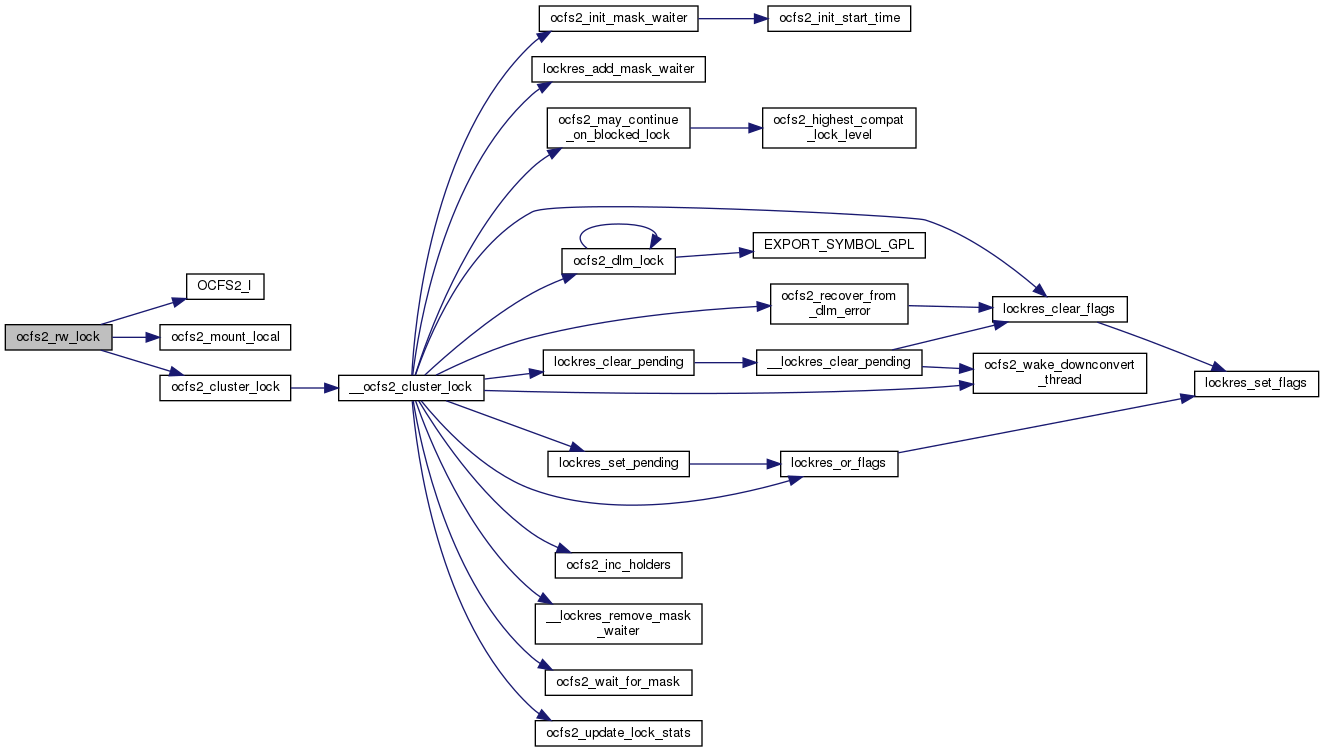 ocfs2_init_mask_waiter
ocfs2_init_start_time
lockres_add_mask_waiter
ocfs2_may_continue
_on_blocked_lock
ocfs2_highest_compat
_lock_level
EXPORT_SYMBOL_GPL
ocfs2_dlm_lock
OCFS2_I
ocfs2_recover_from
_dlm_error
lockres_clear_flags
ocfs2_rw_lock
ocfs2_mount_local
lockres_clear_pending
__lockres_clear_pending
ocfs2_wake_downconvert
_thread
ocfs2_cluster_lock
__ocfs2_cluster_lock
lockres_set_flags
lockres_set_pending
lockres_or_flags
ocfs2_inc_holders
__lockres_remove_mask
_waiter
ocfs2_wait_for_mask
ocfs2_update_lock_stats